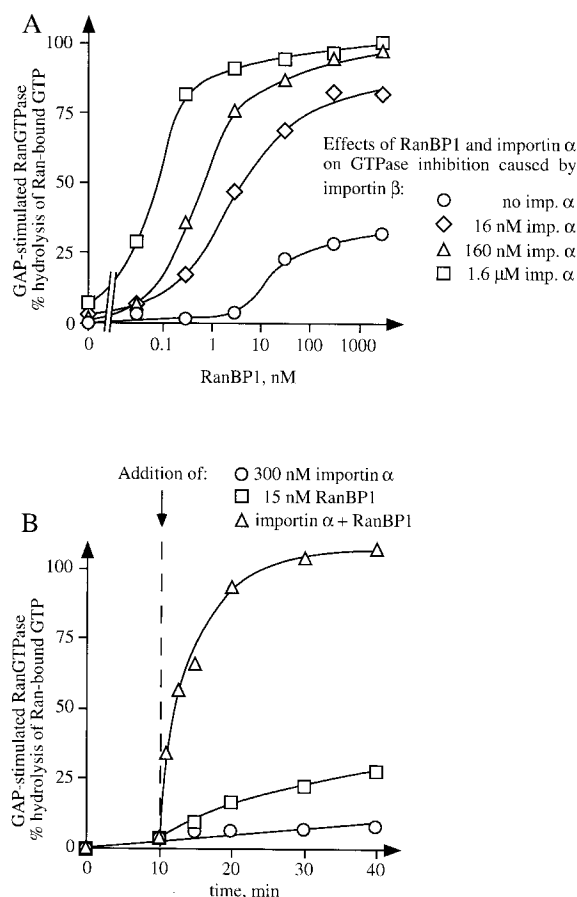 A
GAP-stimulated RanGTPase
% hydrolysis of Ran-bound GTP
100
75
50
25
0
0
0.1
1
10
100
1000
RanBP1, nM
Effects of RanBP1 and importin α
on GTPase inhibition caused by
importin β:
no imp. α
16 nM imp. α
160 nM imp. α
1.6 μM imp. α
Addition of:
300 nM importin α
15 nM RanBP1
importin α + RanBP1
B
GAP-stimulated RanGTPase
% hydrolysis of Ran-bound GTP
100
75
50
25
0
0
10
20
30
40
time, min